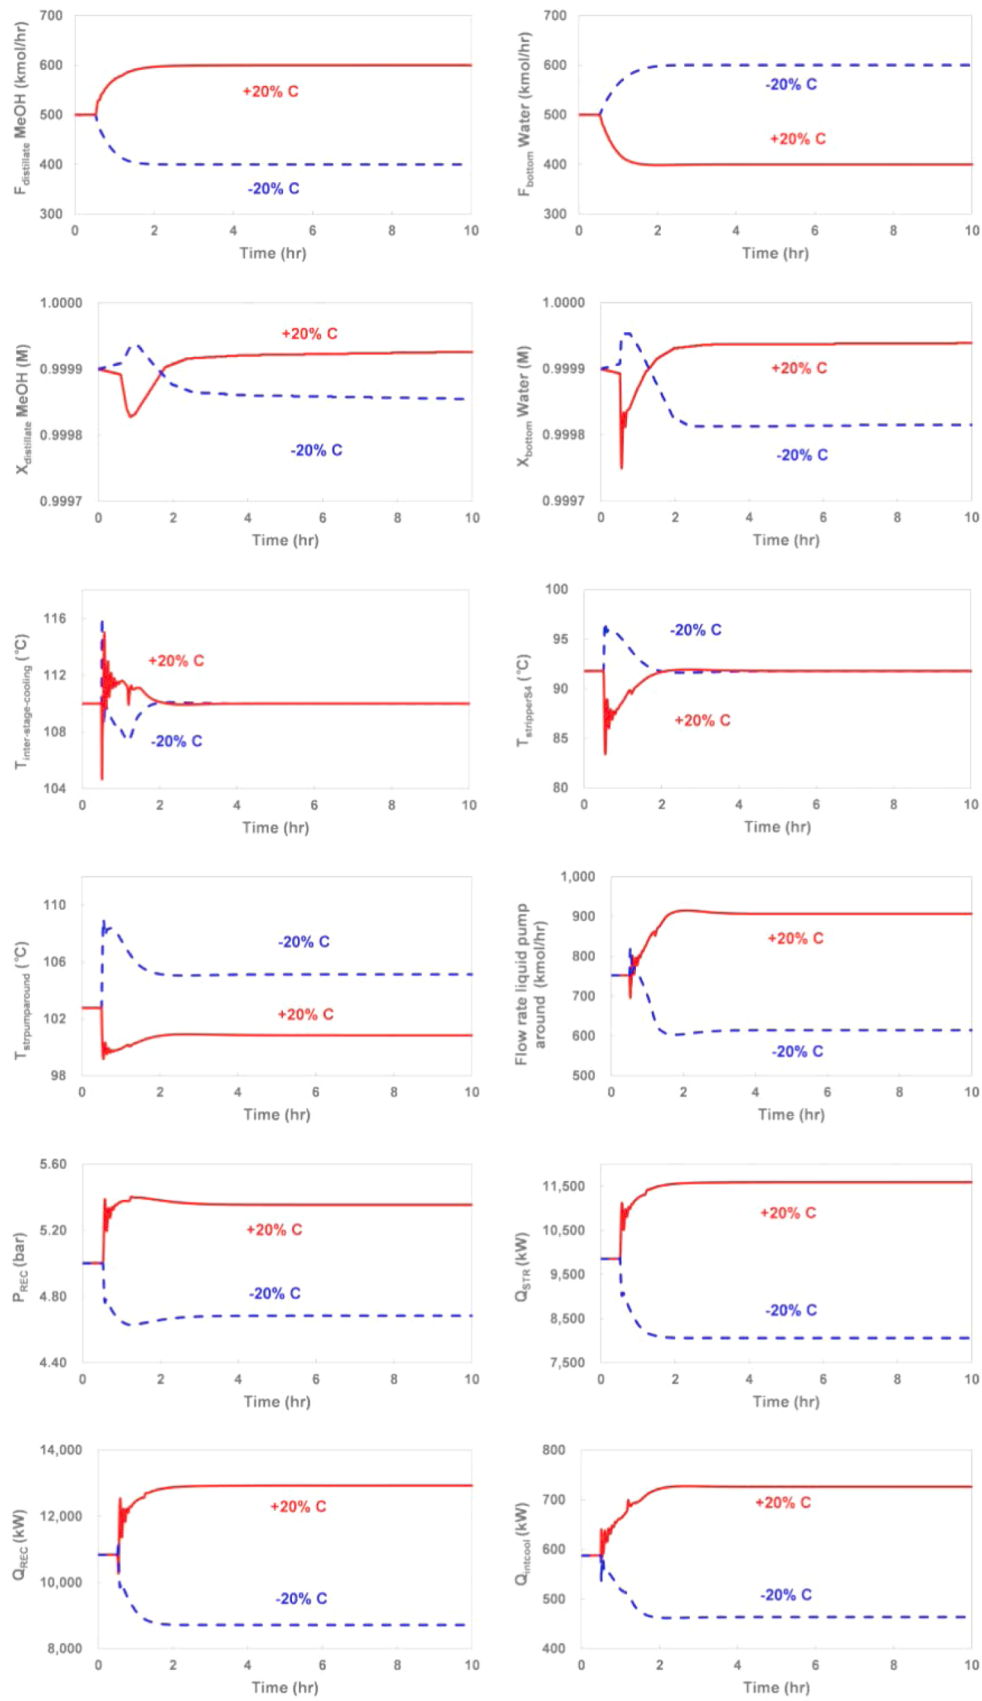 F distillate MeOH (kmol/hr)
700
600
500
400
300
+20% C
-20% C
0 2 4 6 8 10
Time (hr)
F bottom Water (kmol/hr)
700
600
500
400
300
-20% C
+20% C
0 2 4 6 8 10
Time (hr)
X distillate MeOH (M)
1.0000
0.9999
0.9998
0.9997
+20% C
-20% C
0 2 4 6 8 10
Time (hr)
X bottom Water (M)
1.0000
0.9999
0.9998
0.9997
+20% C
-20% C
0 2 4 6 8 10
Time (hr)
T inter-stage-cooling (°C)
116
112
108
104
+20% C
-20% C
0 2 4 6 8 10
Time (hr)
T stripperS4 (°C)
100
95
90
85
80
-20% C
+20% C
0 2 4 6 8 10
Time (hr)
T strpumparound (°C)
110
106
102
98
-20% C
+20% C
0 2 4 6 8 10
Time (hr)
Flow rate liquid pump
around (kmol/hr)
1,000
900
800
700
600
500
+20% C
-20% C
0 2 4 6 8 10
Time (hr)
P REC (bar)
5.60
5.20
4.80
4.40
+20% C
-20% C
0 2 4 6 8 10
Time (hr)
Q STR (kW)
11,500
10,500
9,500
8,500
7,500
+20% C
-20% C
0 2 4 6 8 10
Time (hr)
Q REC (kW)
14,000
12,000
10,000
8,000
+20% C
-20% C
0 2 4 6 8 10
Time (hr)
Q intcool (kW)
800
700
600
500
400
+20% C
-20% C
0 2 4 6 8 10
Time (hr)